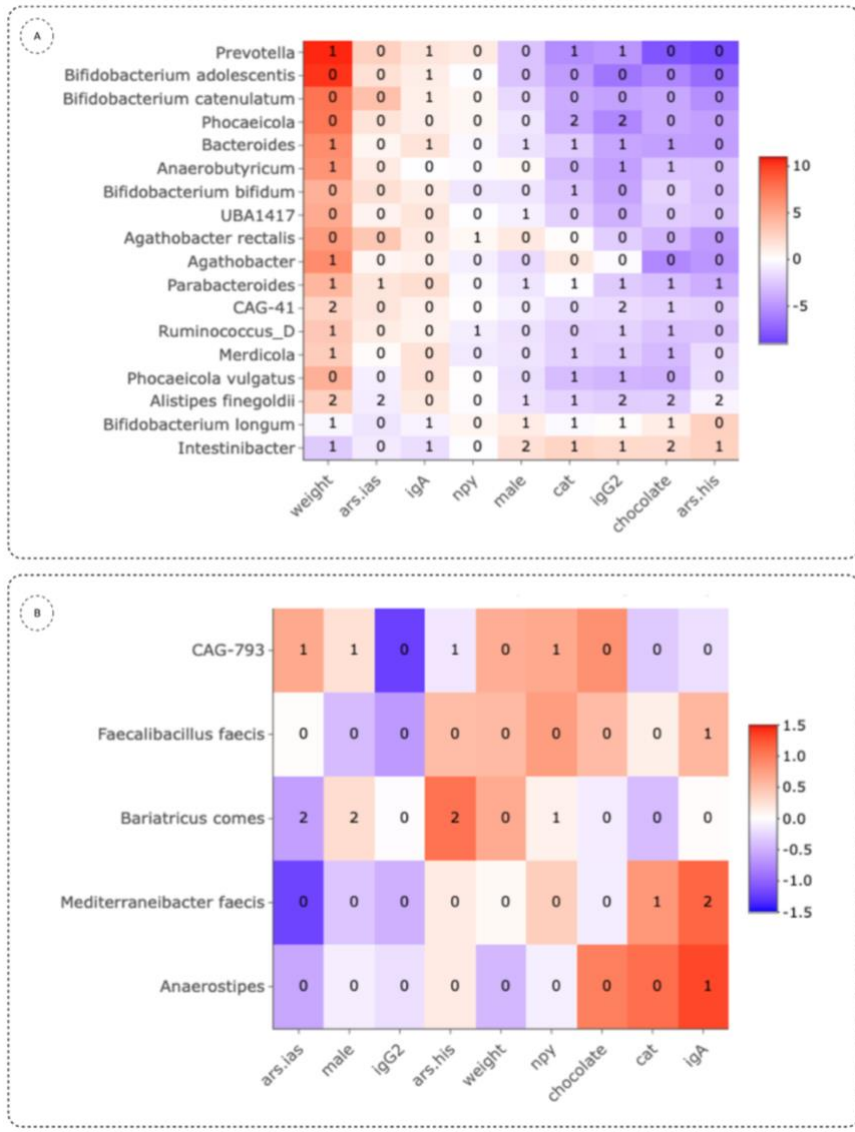 A
Prevotella 1 0 1 0 0 1 1 0 0
Bifidobacterium adolescentis 0 0 1 0 0 0 0 0 0
Bifidobacterium catenulatum 0 0 1 0 0 0 0 0 0
Phocaeicola 0 0 0 0 0 2 2 0 0
Bacteroides 1 0 1 0 1 1 1 1 0
Anaerobutyricum 1 0 0 0 0 0 1 1 0
Bifidobacterium bifidum 0 0 0 0 0 1 0 0 0
UBA1417 0 0 0 0 1 0 0 0 0
Agathobacter rectalis 0 0 0 1 0 0 0 0 0
Agathobacter 1 0 0 0 0 0 0 0 0
Parabacteroides 1 1 0 0 1 1 1 1 1
CAG-41 2 0 0 0 0 0 2 1 0
Ruminococcus_D 1 0 0 1 0 0 1 1 0
Merdicola 1 0 0 0 0 1 1 1 0
Phocaeicola vulgatus 0 0 0 0 0 1 1 0 0
Alistipes finegoldii 2 2 0 0 1 1 2 2 2
Bifidobacterium longum 1 0 1 0 1 1 1 1 0
Intestinibacter 1 0 1 0 2 1 1 2 1
weight ars.ias igA npy male cat igG2 chocolate ars.his
10
5
0
-5
B
CAG-793 1 1 0 1 0 1 0 0 0
Faecalibacillus faecis 0 0 0 0 0 0 0 0 1
Bariatricus comes 2 2 0 2 0 1 0 0 0
Mediterraneibacter faecis 0 0 0 0 0 0 0 1 2
Anaerostipes 0 0 0 0 0 0 0 0 1
ars.ias male igG2 ars.his weight npy chocolate cat igA
1.5
1.0
0.5
0.0
-0.5
-1.0
-1.5